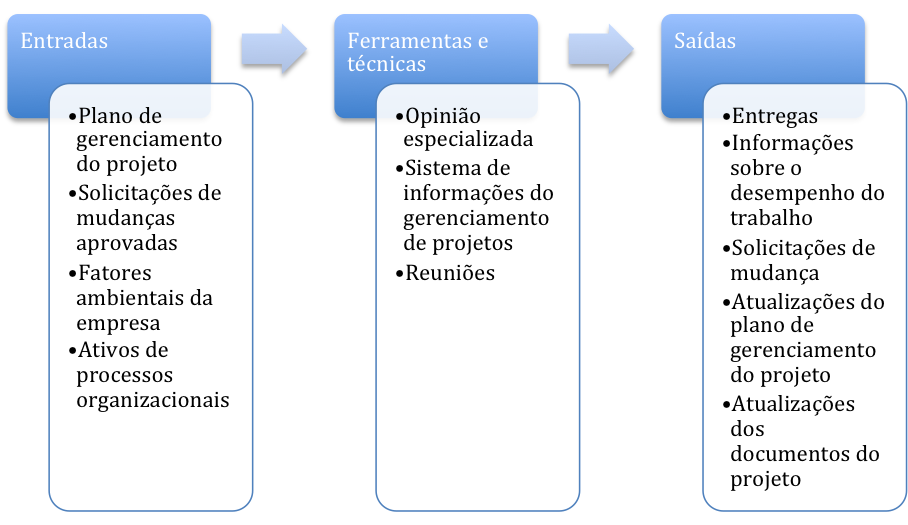 Entradas
•Plano de
gerenciamento
do projeto
•Solicitações de
mudanças
aprovadas
•Fatores
ambientais da
empresa
•Ativos de
processos
organizacionais
Ferramentas e
técnicas
•Opinião
especializada
•Sistema de
informações do
gerenciamento
de projetos
•Reuniões
Saídas
•Entregas
•Informações
sobre o
desempenho do
trabalho
•Solicitações de
mudança
•Atualizações do
plano de
gerenciamento
do projeto
•Atualizações
dos
documentos do
projeto